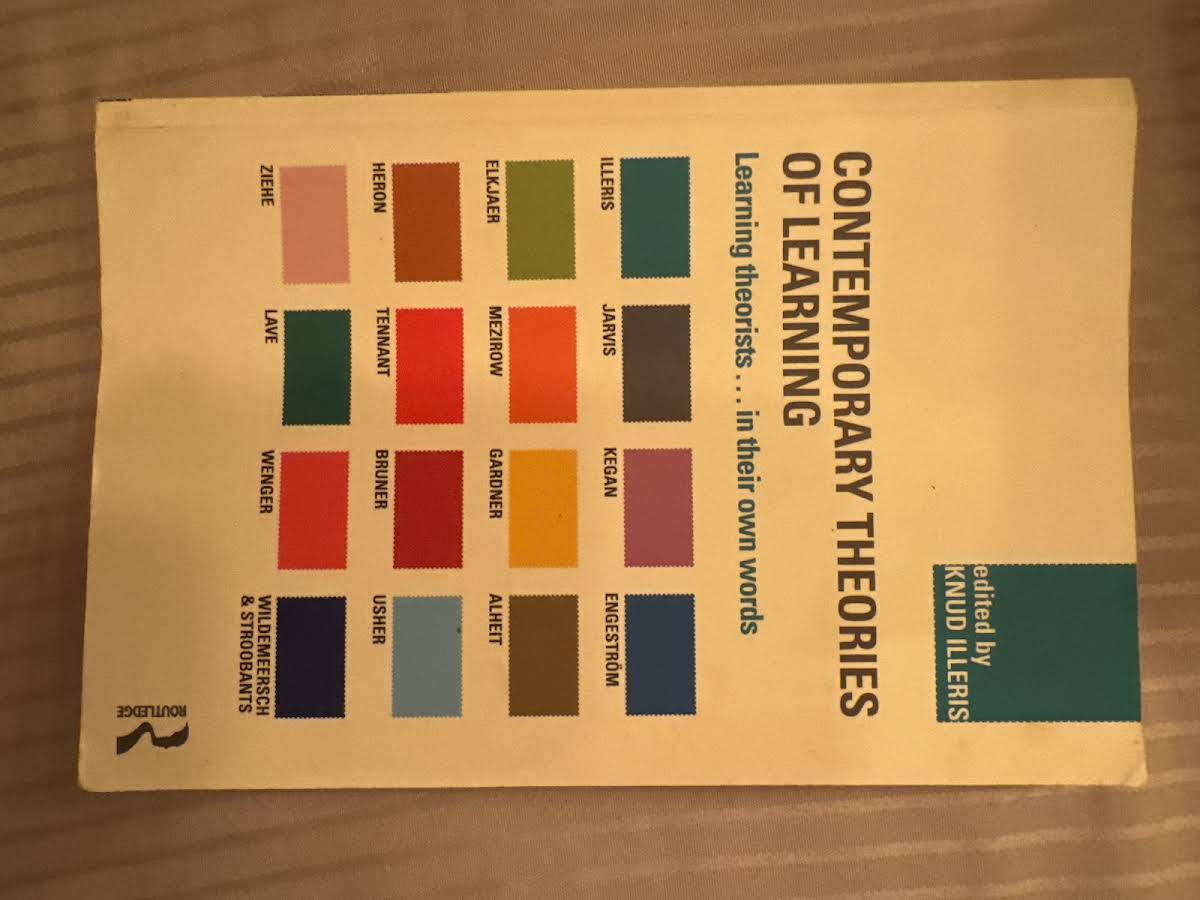 edited by
KNUD ILLERIS
CONTEMPORARY THEORIES
OF LEARNING
Learning theorists . . . in their own words
ILLERIS
JARVIS
KEGAN
ENGESTRÖM
ELKJAER
MEZIROW
GARDNER
ALHEIT
HERON
TENNANT
BRUNER
USHER
ZIEHE
LAVE
WENGER
WILDEMEERSCH
& STROOBANTS
ROUTLEDGE